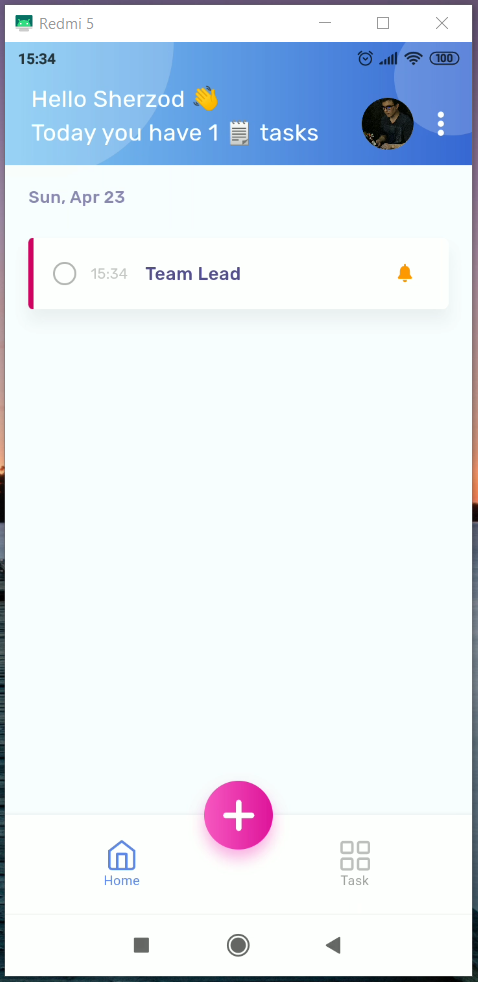 Redmi 5
15:34
100
Hello Sherzod 👋
Today you have 1 🗒 tasks
Sun, Apr 23
15:34 Team Lead
Home
Task